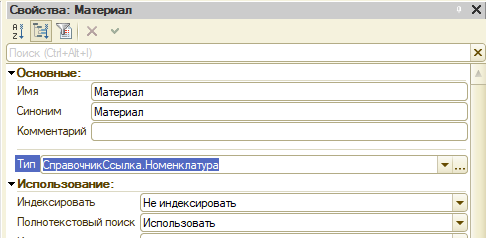 Свойства: Материал
Поиск (Ctrl+Alt+I)
Основные:
Имя Материал
Синоним Материал
Комментарий
Тип СправочникСсылка.Номенклатура
Использование:
Индексировать Не индексировать
Полнотекстовый поиск Использовать